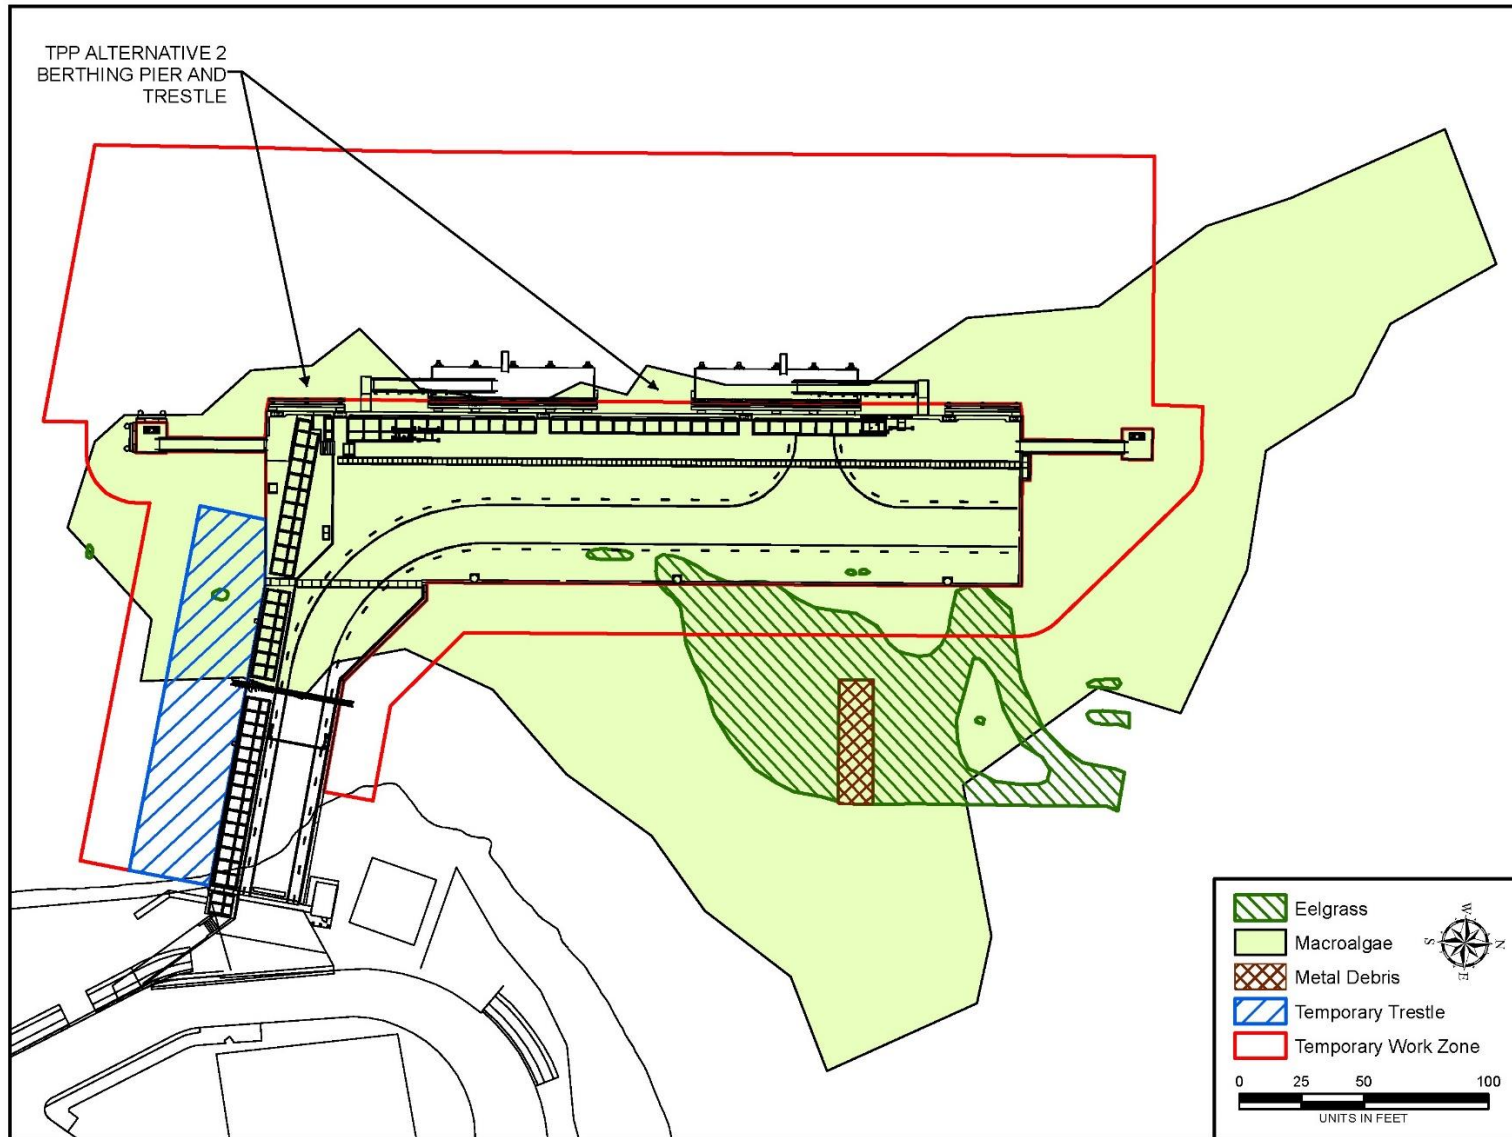 TPP ALTERNATIVE 2
BERTHING PIER AND
TRESTLE
Eelgrass
Macroalgae
Metal Debris
Temporary Trestle
Temporary Work Zone
W
S
N
E
0 25 50 100
UNITS IN FEET